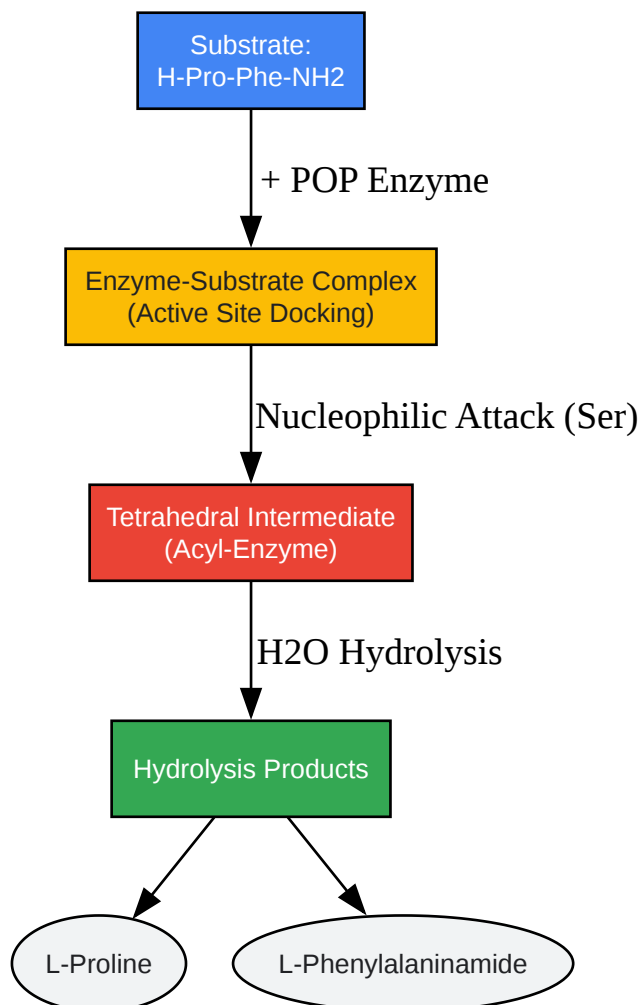 Substrate:
H-Pro-Phe-NH2
+ POP Enzyme
Enzyme-Substrate Complex
(Active Site Docking)
Nucleophilic Attack (Ser)
Tetrahedral Intermediate
(Acyl-Enzyme)
H2O Hydrolysis
Hydrolysis Products
L-Proline
L-Phenylalaninamide